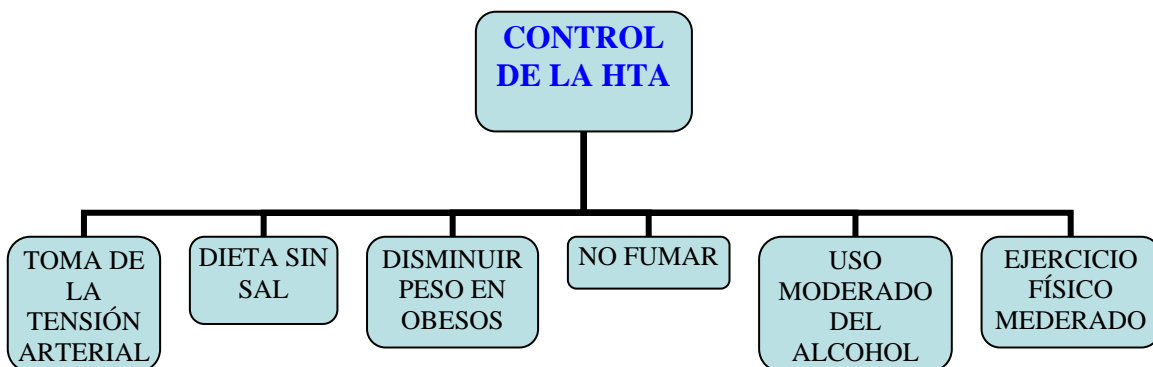 CONTROL
DE LA HTA
TOMA DE
LA
TENSIÓN
ARTERIAL
DIETA SIN
SAL
DISMINUIR
PESO EN
OBESOS
NO FUMAR
USO
MODERADO
DEL
ALCOHOL
EJERCICIO
FÍSICO
MEDERADO